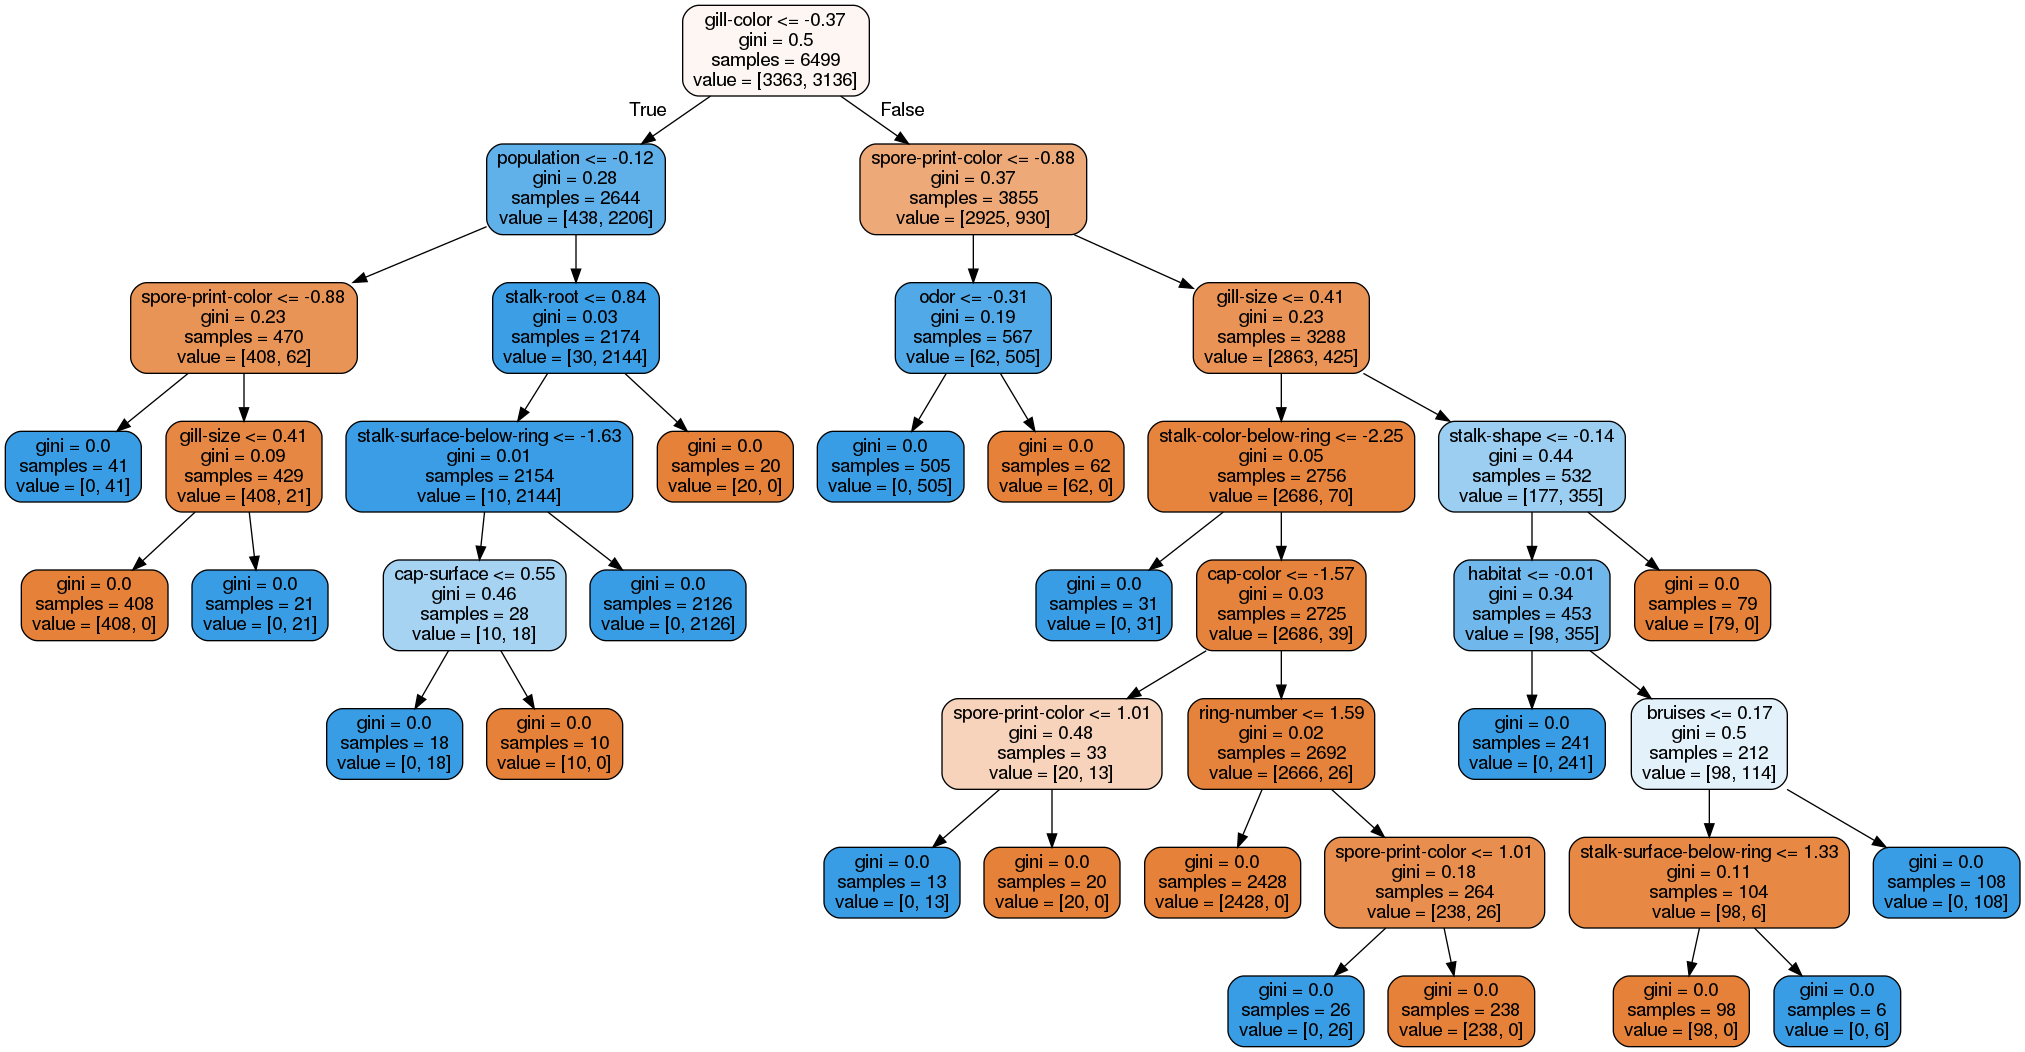 gill-color <= -0.37
gini = 0.5
samples = 6499
value = [3363, 3136]
True
False
population <= -0.12
gini = 0.28
samples = 2644
value = [438, 2206]
spore-print-color <= -0.88
gini = 0.37
samples = 3855
value = [2925, 930]
spore-print-color <= -0.88
gini = 0.23
samples = 470
value = [408, 62]
stalk-root <= 0.84
gini = 0.03
samples = 2174
value = [30, 2144]
odor <= -0.31
gini = 0.19
samples = 567
value = [62, 505]
gill-size <= 0.41
gini = 0.23
samples = 3288
value = [2863, 425]
gini = 0.0
samples = 41
value = [0, 41]
gill-size <= 0.41
gini = 0.09
samples = 429
value = [408, 21]
stalk-surface-below-ring <= -1.63
gini = 0.01
samples = 2154
value = [10, 2144]
gini = 0.0
samples = 20
value = [20, 0]
gini = 0.0
samples = 505
value = [0, 505]
gini = 0.0
samples = 62
value = [62, 0]
stalk-color-below-ring <= -2.25
gini = 0.05
samples = 2756
value = [2686, 70]
stalk-shape <= -0.14
gini = 0.44
samples = 532
value = [177, 355]
gini = 0.0
samples = 408
value = [408, 0]
gini = 0.0
samples = 21
value = [0, 21]
cap-surface <= 0.55
gini = 0.46
samples = 28
value = [10, 18]
gini = 0.0
samples = 2126
value = [0, 2126]
gini = 0.0
samples = 31
value = [0, 31]
cap-color <= -1.57
gini = 0.03
samples = 2725
value = [2686, 39]
habitat <= -0.01
gini = 0.34
samples = 453
value = [98, 355]
gini = 0.0
samples = 79
value = [79, 0]
gini = 0.0
samples = 18
value = [0, 18]
gini = 0.0
samples = 10
value = [10, 0]
spore-print-color <= 1.01
gini = 0.48
samples = 33
value = [20, 13]
ring-number <= 1.59
gini = 0.02
samples = 2692
value = [2666, 26]
gini = 0.0
samples = 241
value = [0, 241]
bruises <= 0.17
gini = 0.5
samples = 212
value = [98, 114]
gini = 0.0
samples = 13
value = [0, 13]
gini = 0.0
samples = 20
value = [20, 0]
gini = 0.0
samples = 2428
value = [2428, 0]
spore-print-color <= 1.01
gini = 0.18
samples = 264
value = [238, 26]
stalk-surface-below-ring <= 1.33
gini = 0.11
samples = 104
value = [98, 6]
gini = 0.0
samples = 108
value = [0, 108]
gini = 0.0
samples = 26
value = [0, 26]
gini = 0.0
samples = 238
value = [238, 0]
gini = 0.0
samples = 98
value = [98, 0]
gini = 0.0
samples = 6
value = [0, 6]